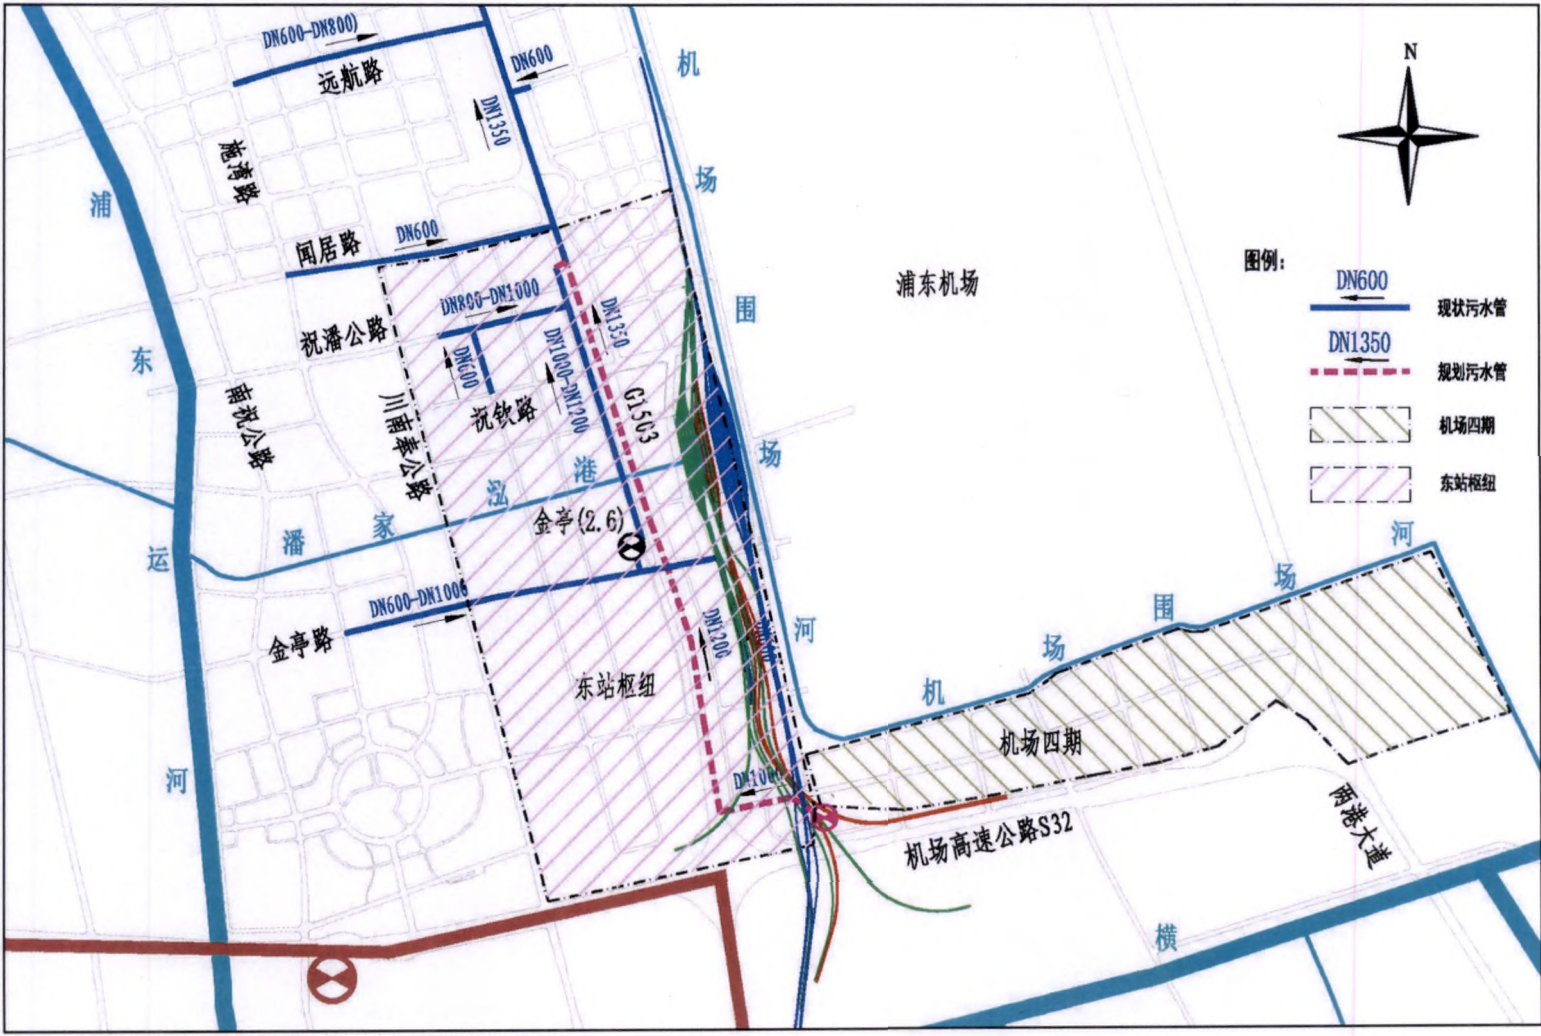 DN600-DN800)
远航路
DN600
DN1350
机
场
围
场
河
N
施湾路
浦
东
运
河
闻居路
DN600
浦东机场
图例:
DN600
现状污水管
DN1350
规划污水管
机场四期
东站枢纽
DN800-DN1000
祝潘公路
DN600
祝钦路
DN1000-DN1200
DN1350
G1503
南祝公路
川南奉公路
潘
家
泓
港
金亭(2.6)
DN600-DN1000
金亭路
DN1200
东站枢纽
DN1000
机
场
围
场
河
机场四期
机场高速公路S32
两港大道
横